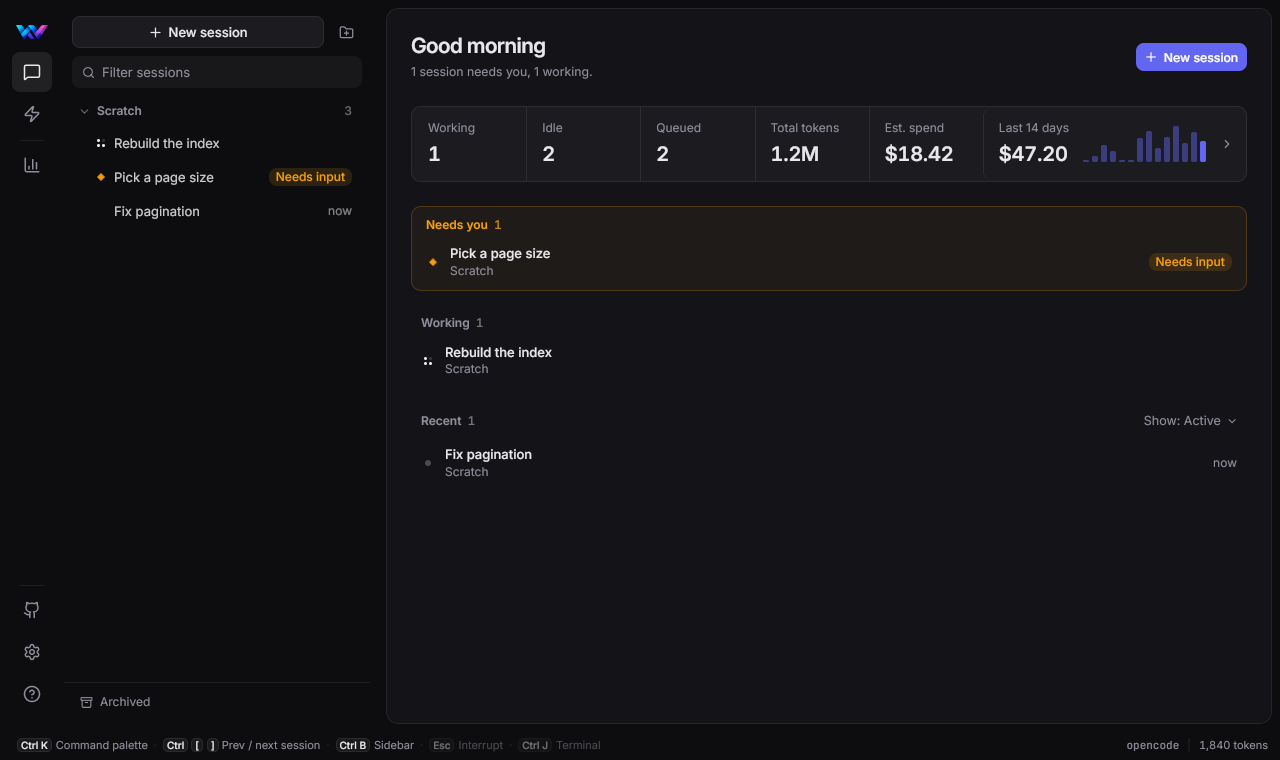 New session
Filter sessions
Scratch 3
Rebuild the index
Pick a page size Needs input
Fix pagination now
Archived
Good morning
1 session needs you, 1 working.
New session
Working
1
Idle
2
Queued
2
Total tokens
1.2M
Est. spend
$18.42
Last 14 days
$47.20
Needs you 1
Pick a page size
Scratch
Needs input
Working 1
Rebuild the index
Scratch
Recent 1
Show: Active
Fix pagination
Scratch
now
Ctrl K Command palette · Ctrl [ ] Prev / next session · Ctrl B Sidebar · Esc Interrupt · Ctrl J Terminal
opencode 1,840 tokens